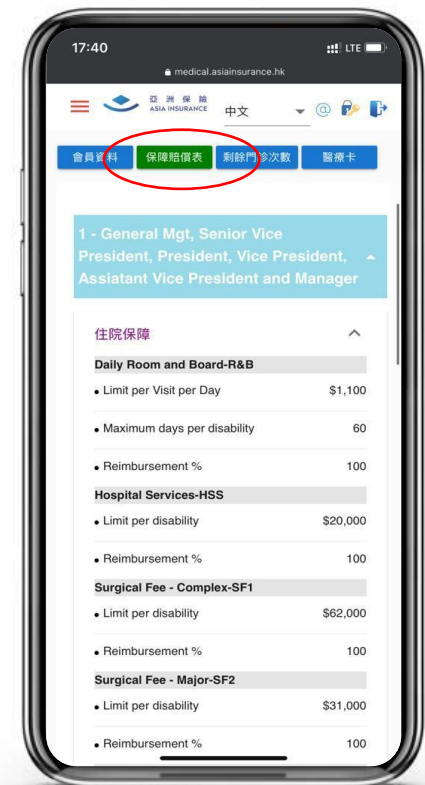 17:40
LTE
medical.asiainsurance.hk
亞洲保險
ASIA INSURANCE
中文
@
會員資料
保障賠償表
剩餘門診次數
醫療卡
1 - General Mgt, Senior Vice
President, President, Vice President,
Assiatant Vice President and Manager
住院保障
Daily Room and Board-R&B
• Limit per Visit per Day $1,100
• Maximum days per disability 60
• Reimbursement % 100
Hospital Services-HSS
• Limit per disability $20,000
• Reimbursement % 100
Surgical Fee - Complex-SF1
• Limit per disability $62,000
• Reimbursement % 100
Surgical Fee - Major-SF2
• Limit per disability $31,000
• Reimbursement % 100